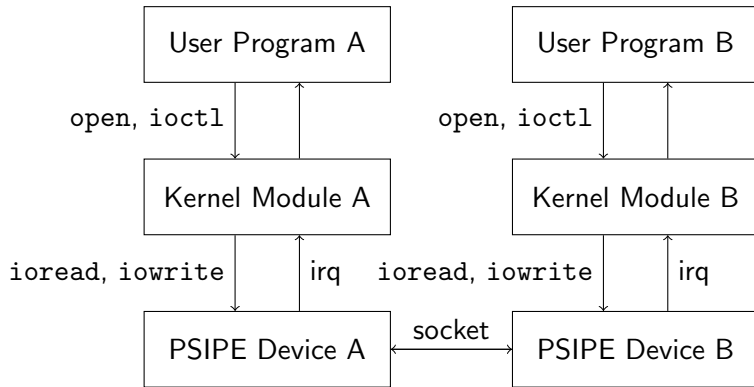 User Program A
User Program B
open, ioctl
open, ioctl
Kernel Module A
Kernel Module B
ioread, iowrite
irq
ioread, iowrite
irq
PSIPE Device A
socket
PSIPE Device B